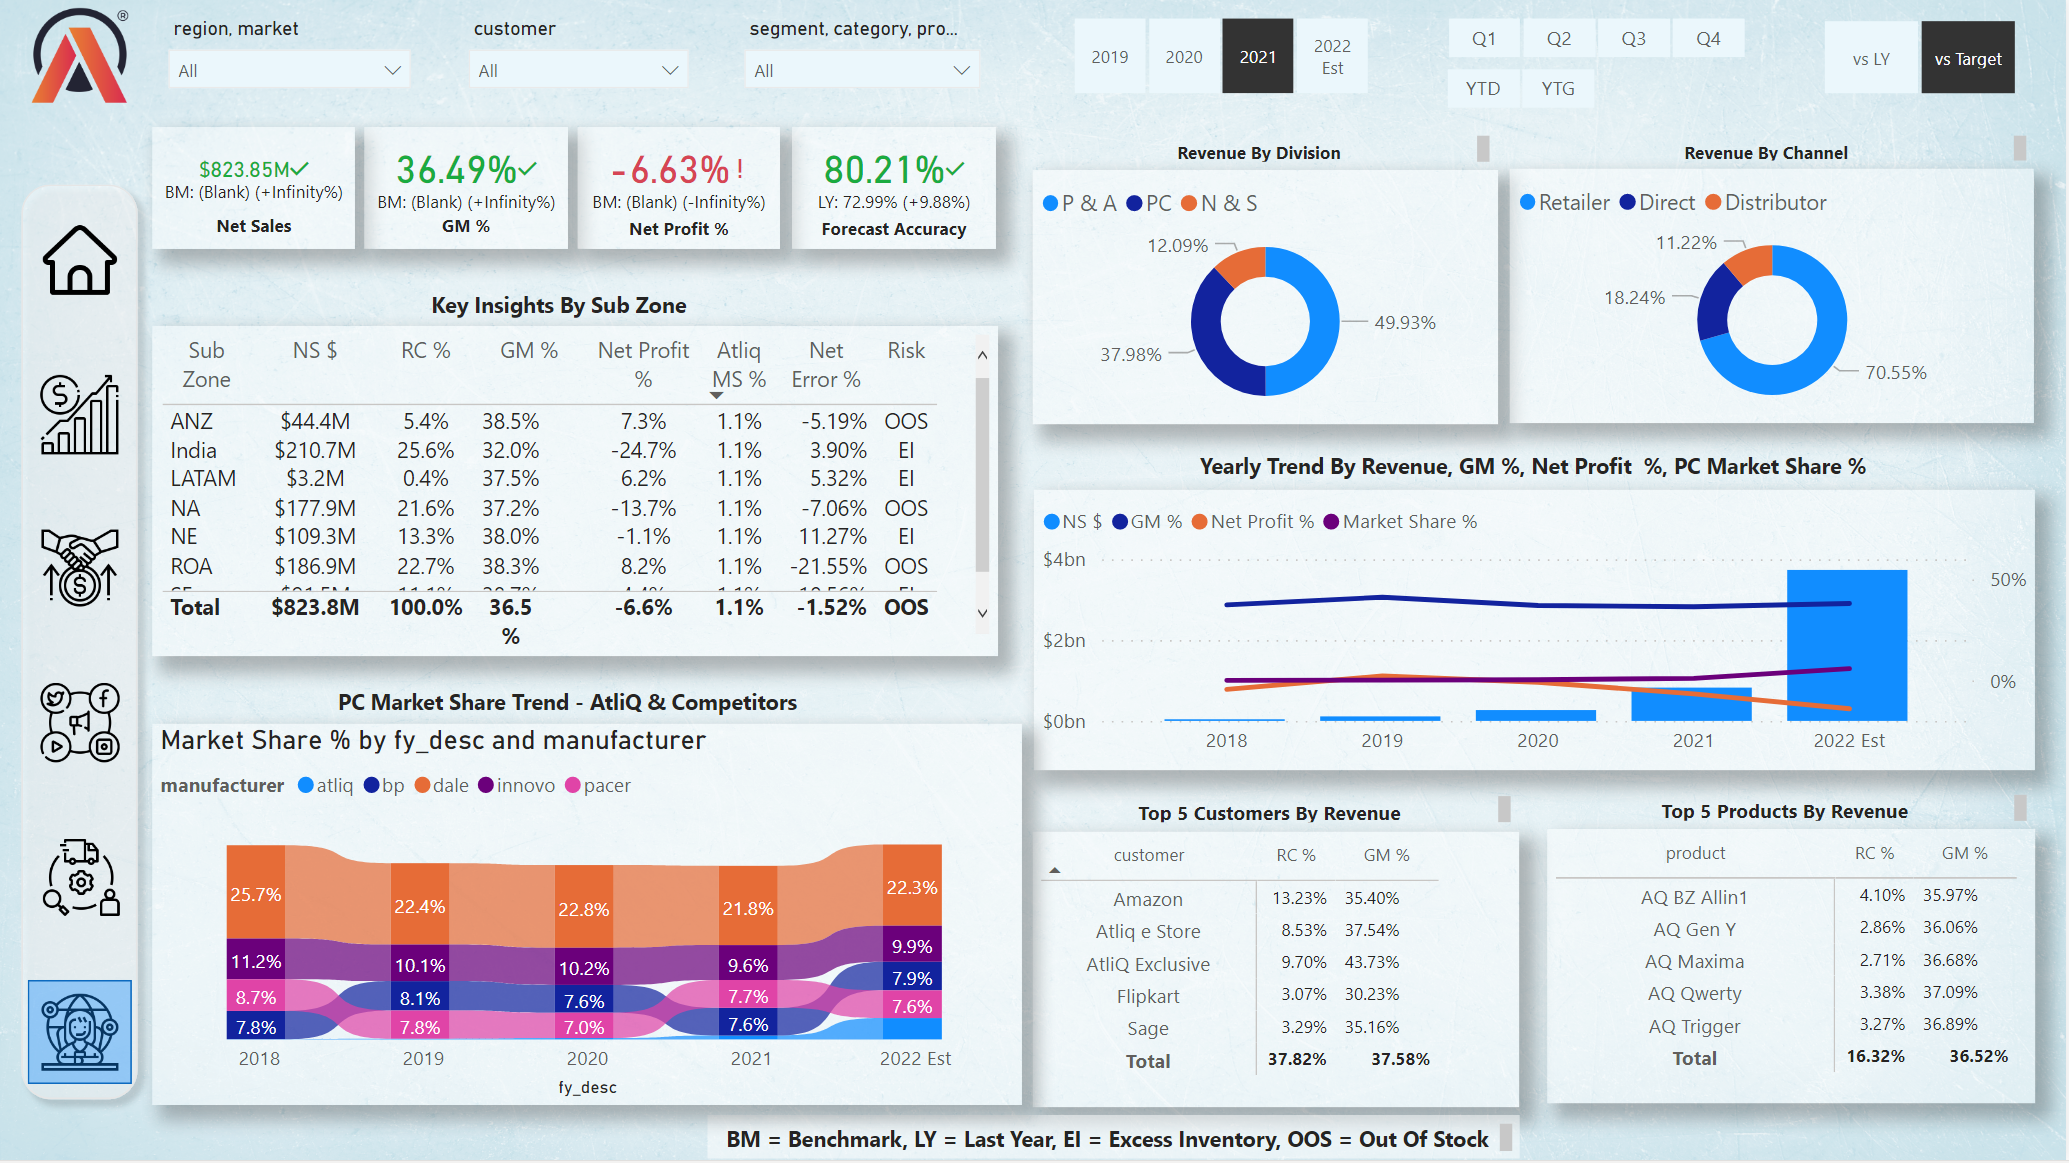 ®
region, market
customer
segment, category, pro...
All
All
All
2019
2020
2021
2022 Est
Q1
Q2
Q3
Q4
YTD
YTG
vs LY
vs Target
$823.85M
BM: (Blank) (+Infinity%)
Net Sales
36.49%
BM: (Blank) (+Infinity%)
GM %
-6.63% !
BM: (Blank) (-Infinity%)
Net Profit %
80.21%
LY: 72.99% (+9.88%)
Forecast Accuracy
Revenue By Division
P & A PC N & S
12.09%
49.93%
37.98%
Revenue By Channel
Retailer Direct Distributor
11.22%
18.24%
70.55%
Key Insights By Sub Zone
Sub Zone NS $ RC % GM % Net Profit % Atliq MS % Net Error % Risk
ANZ $44.4M 5.4% 38.5% 7.3% 1.1% -5.19% OOS
India $210.7M 25.6% 32.0% -24.7% 1.1% 3.90% EI
LATAM $3.2M 0.4% 37.5% 6.2% 1.1% 5.32% EI
NA $177.9M 21.6% 37.2% -13.7% 1.1% -7.06% OOS
NE $109.3M 13.3% 38.0% -1.1% 1.1% 11.27% EI
ROA $186.9M 22.7% 38.3% 8.2% 1.1% -21.55% OOS
Total $823.8M 100.0% 36.5 % -6.6% 1.1% -1.52% OOS
Yearly Trend By Revenue, GM %, Net Profit %, PC Market Share %
NS $ GM % Net Profit % Market Share %
$4bn
$2bn
$0bn
50%
0%
2018 2019 2020 2021 2022 Est
PC Market Share Trend - AtliQ & Competitors
Market Share % by fy_desc and manufacturer
manufacturer atliq bp dale innovo pacer
25.7% 22.4% 22.8% 21.8% 22.3%
11.2% 10.1% 10.2% 9.6% 9.9%
8.7% 8.1% 7.6% 7.7% 7.9%
7.8% 7.8% 7.0% 7.6% 7.6%
2018 2019 2020 2021 2022 Est
fy_desc
Top 5 Customers By Revenue
customer RC % GM %
Amazon 13.23% 35.40%
Atliq e Store 8.53% 37.54%
AtliQ Exclusive 9.70% 43.73%
Flipkart 3.07% 30.23%
Sage 3.29% 35.16%
Total 37.82% 37.58%
Top 5 Products By Revenue
product RC % GM %
AQ BZ Allin1 4.10% 35.97%
AQ Gen Y 2.86% 36.06%
AQ Maxima 2.71% 36.68%
AQ Qwerty 3.38% 37.09%
AQ Trigger 3.27% 36.89%
Total 16.32% 36.52%
BM = Benchmark, LY = Last Year, EI = Excess Inventory, OOS = Out Of Stock